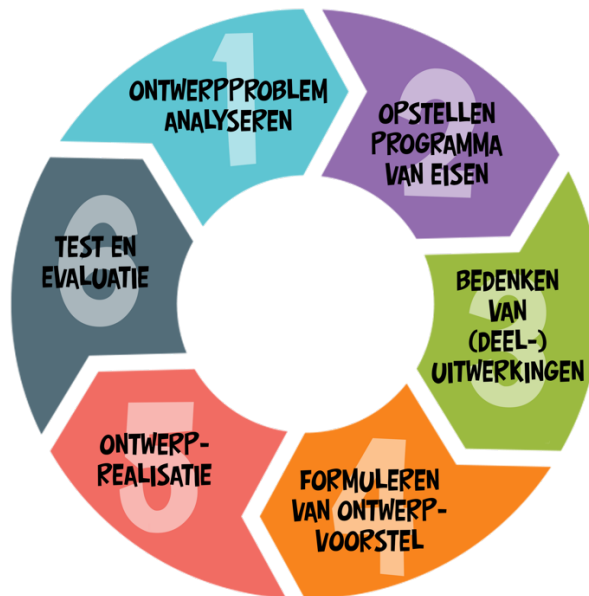 1
ONTWERPPROBLEM
ANALYSEREN
2
OPSTELLEN
PROGRAMMA
VAN EISEN
3
BEDENKEN
VAN
(DEEL-)
UITWERKINGEN
4
FORMULEREN
VAN ONTWERP-
VOORSTEL
5
ONTWERP-
REALISATIE
6
TEST EN
EVALUATIE